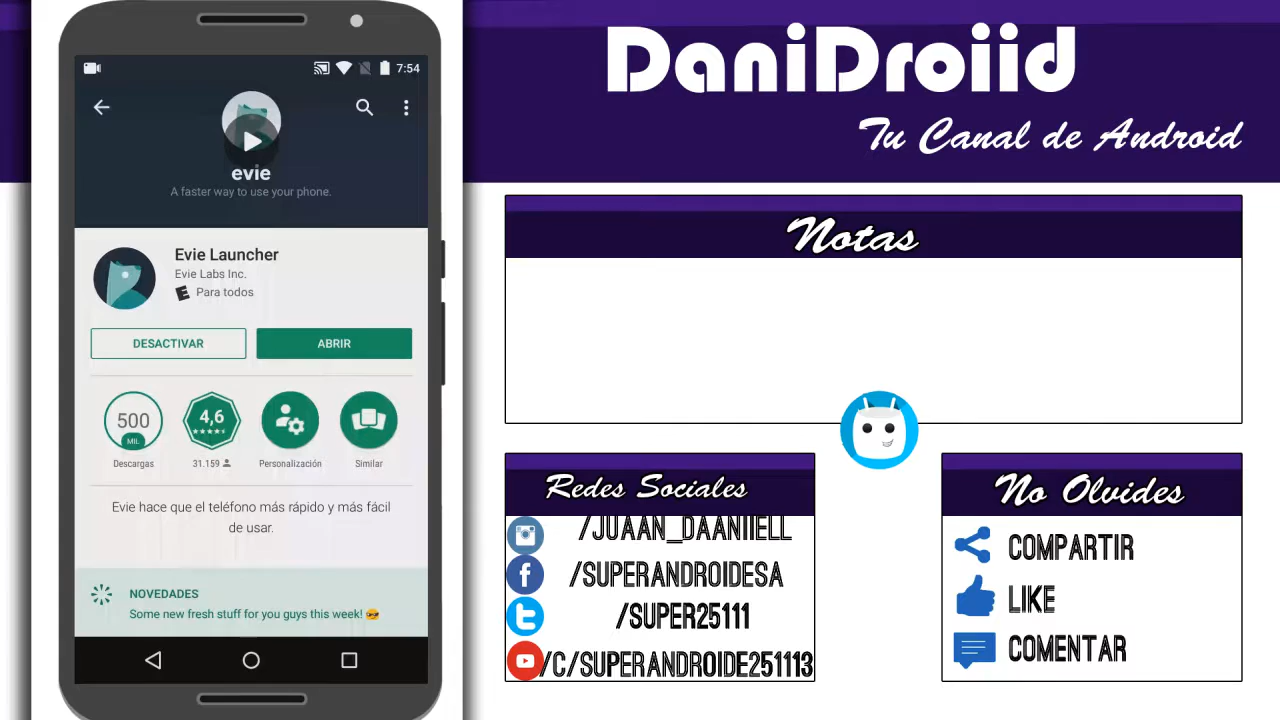 7:54
evie
A faster way to use your phone.
Evie Launcher
Evie Labs Inc.
E Para todos
DESACTIVAR
ABRIR
500
MIL
4,6
Descargas
31.159
Personalización
Similar
Evie hace que el teléfono más rápido y más fácil
de usar.
NOVEDADES
Some new fresh stuff for you guys this week! 😎
DaniDroiid
Tu Canal de Android
Notas
Redes Sociales
/JUAAN_DAANIIELL
/SUPERANDROIDESA
/SUPER25111
/C/SUPERANDROIDE251113
No Olvides
COMPARTIR
LIKE
COMENTAR